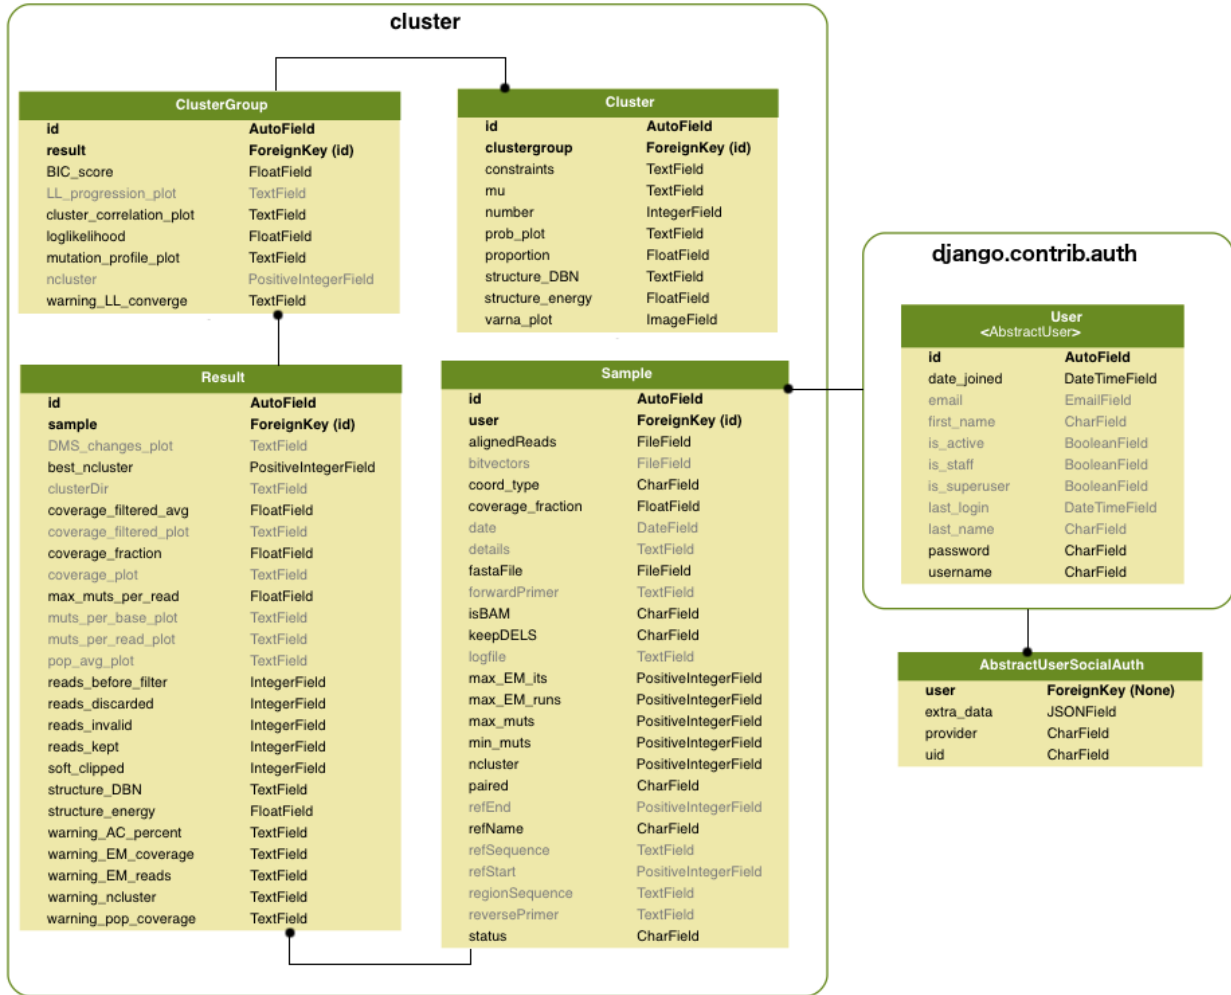 cluster
ClusterGroup
id AutoField
result ForeignKey (id)
BIC_score FloatField
LL_progression_plot TextField
cluster_correlation_plot TextField
loglikelihood FloatField
mutation_profile_plot TextField
ncluster PositiveIntegerField
warning_LL_converge TextField
Cluster
id AutoField
clustergroup ForeignKey (id)
constraints TextField
mu TextField
number IntegerField
prob_plot TextField
proportion FloatField
structure_DBN TextField
structure_energy FloatField
varna_plot ImageField
Result
id AutoField
sample ForeignKey (id)
DMS_changes_plot TextField
best_ncluster PositiveIntegerField
clusterDir TextField
coverage_filtered_avg FloatField
coverage_filtered_plot TextField
coverage_fraction FloatField
coverage_plot TextField
max_muts_per_read FloatField
muts_per_base_plot TextField
muts_per_read_plot TextField
pop_avg_plot TextField
reads_before_filter IntegerField
reads_discarded IntegerField
reads_invalid IntegerField
reads_kept IntegerField
soft_clipped IntegerField
structure_DBN TextField
structure_energy FloatField
warning_AC_percent TextField
warning_EM_coverage TextField
warning_EM_reads TextField
warning_ncluster TextField
warning_pop_coverage TextField
Sample
id AutoField
user ForeignKey (id)
alignedReads FileField
bitvectors FileField
coord_type CharField
coverage_fraction FloatField
date DateField
details TextField
fastaFile FileField
forwardPrimer TextField
isBAM CharField
keepDELS CharField
logfile TextField
max_EM_its PositiveIntegerField
max_EM_runs PositiveIntegerField
max_muts PositiveIntegerField
min_muts PositiveIntegerField
ncluster PositiveIntegerField
paired CharField
refEnd PositiveIntegerField
refName CharField
refSequence TextField
refStart PositiveIntegerField
regionSequence TextField
reversePrimer TextField
status CharField
django.contrib.auth
User
<AbstractUser>
id AutoField
date_joined DateTimeField
email EmailField
first_name CharField
is_active BooleanField
is_staff BooleanField
is_superuser BooleanField
last_login DateTimeField
last_name CharField
password CharField
username CharField
AbstractUserSocialAuth
user ForeignKey (None)
extra_data JSONField
provider CharField
uid CharField